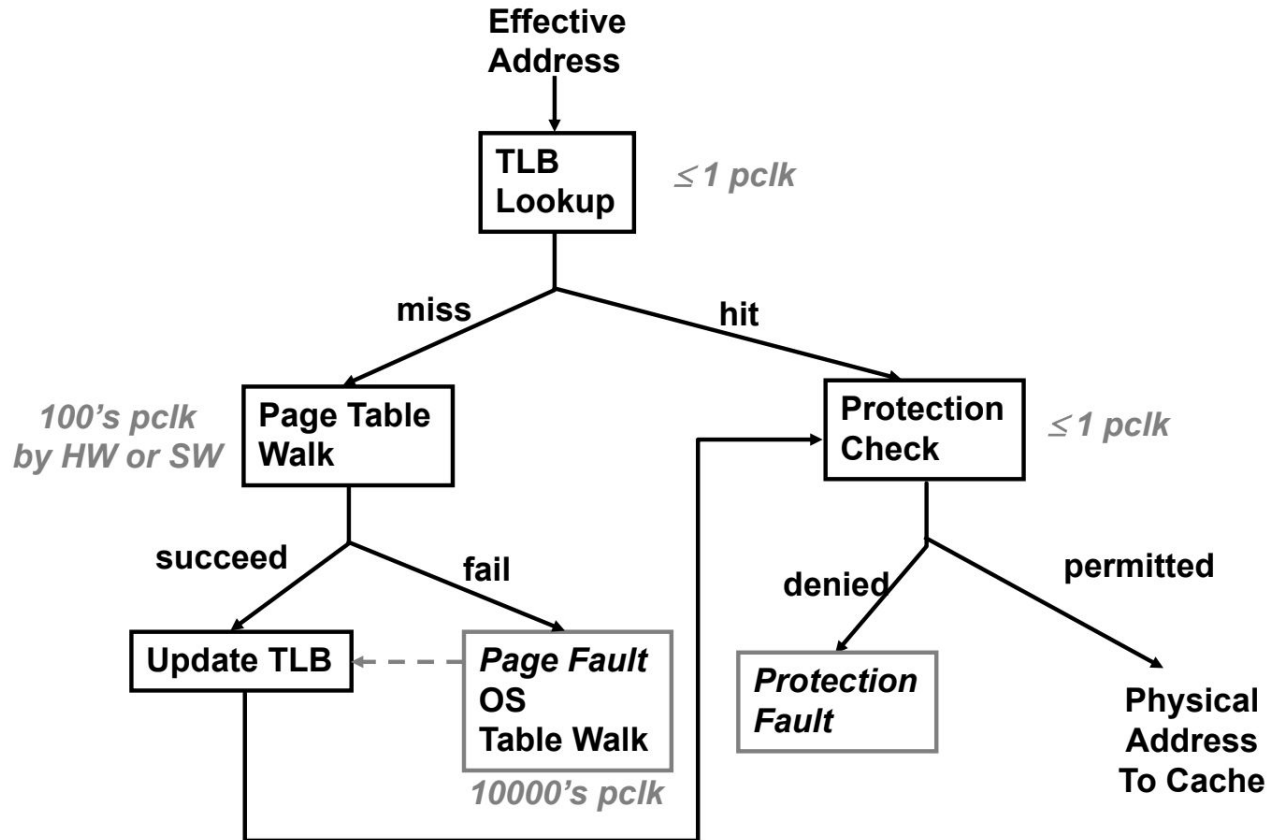 Effective
Address
TLB
Lookup
≤ 1 pclk
miss
hit
100's pclk
by HW or SW
Page Table
Walk
Protection
Check
≤ 1 pclk
succeed
fail
denied
permitted
Update TLB
Page Fault
OS
Table Walk
10000's pclk
Protection
Fault
Physical
Address
To Cache